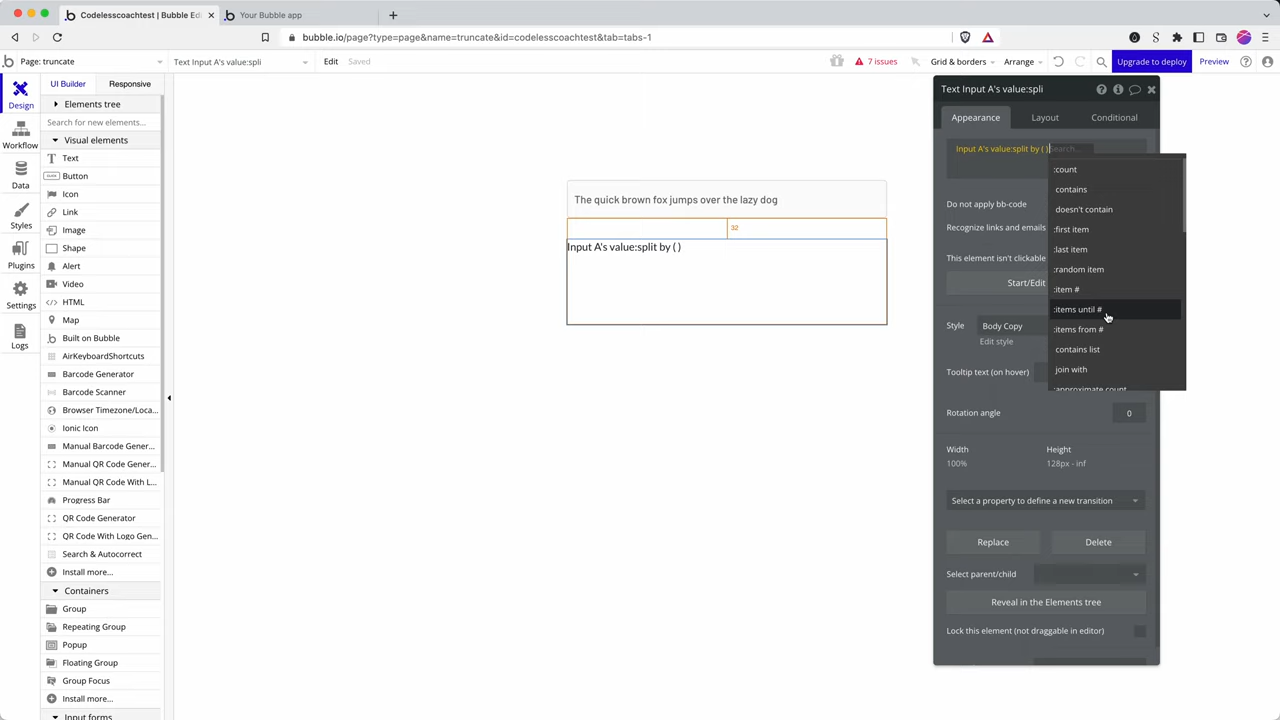 Codelesscoachtest | Bubble Ed
Your Bubble app
bubble.io/page?type=page&name=truncate&id=codelesscoachtest&tab=tabs-1
Page: truncate
Text Input A's value:spli
Edit
Saved
7 issues
Grid & borders
Arrange
Upgrade to deploy
Preview
UI Builder
Responsive
Design
Workflow
Data
Styles
Plugins
Settings
Logs
Elements tree
Search for new elements...
Visual elements
Text
Button
CLICK
Icon
Link
Image
Shape
Alert
Video
HTML
Map
Built on Bubble
AirKeyboardShortcuts
Barcode Generator
Barcode Scanner
Browser Timezone/Loca...
Ionic Icon
Manual Barcode Gener...
Manual QR Code Gener...
Manual QR Code With L...
Progress Bar
QR Code Generator
QR Code With Logo Gen...
Search & Autocorrect
Install more...
Containers
Group
Repeating Group
Popup
Floating Group
Group Focus
Install more...
Input forms
The quick brown fox jumps over the lazy dog
32
Input A's value:split by ( )
Text Input A's value:spli
Appearance
Layout
Conditional
Input A's value:split by ( )Search...
:count
contains
doesn't contain
:first item
:last item
:random item
:item #
:items until #
:items from #
contains list
join with
:approximate count
Do not apply bb-code
Recognize links and emails
This element isn't clickable
Start/Edit
Style
Body Copy
Edit style
Tooltip text (on hover)
Rotation angle
0
Width
Height
100%
128px - inf
Select a property to define a new transition
Replace
Delete
Select parent/child
Reveal in the Elements tree
Lock this element (not draggable in editor)